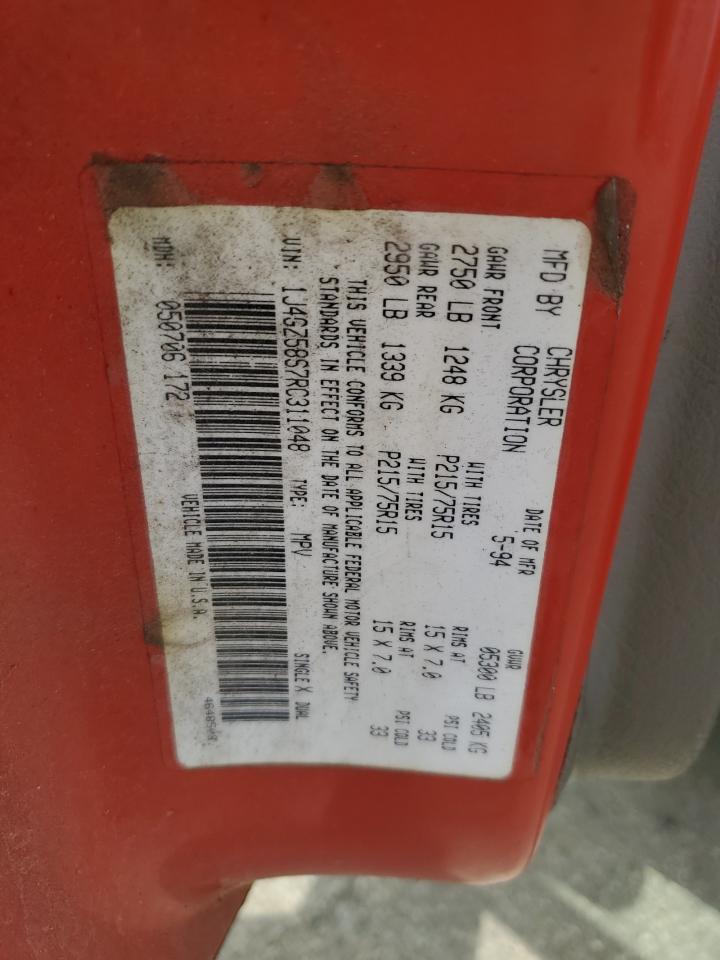 MFD BY CHRYSLER CORPORATION DATE OF MFR 5-94 GVWR 05300 LB 2405 KG
GAWR FRONT WITH TIRES RIMS AT PSI COLD
2750 LB 1248 KG P215/75R15 15 X 7.0 33
GAWR REAR WITH TIRES RIMS AT PSI COLD
2950 LB 1339 KG P215/75R15 15 X 7.0 33
THIS VEHICLE CONFORMS TO ALL APPLICABLE FEDERAL MOTOR VEHICLE SAFETY
STANDARDS IN EFFECT ON THE DATE OF MANUFACTURE SHOWN ABOVE.
VIN: 1J4GZ58S7RC311048 TYPE: MPV SINGLE X DUAL
MDH: 050706 172 VEHICLE MADE IN U.S.A.